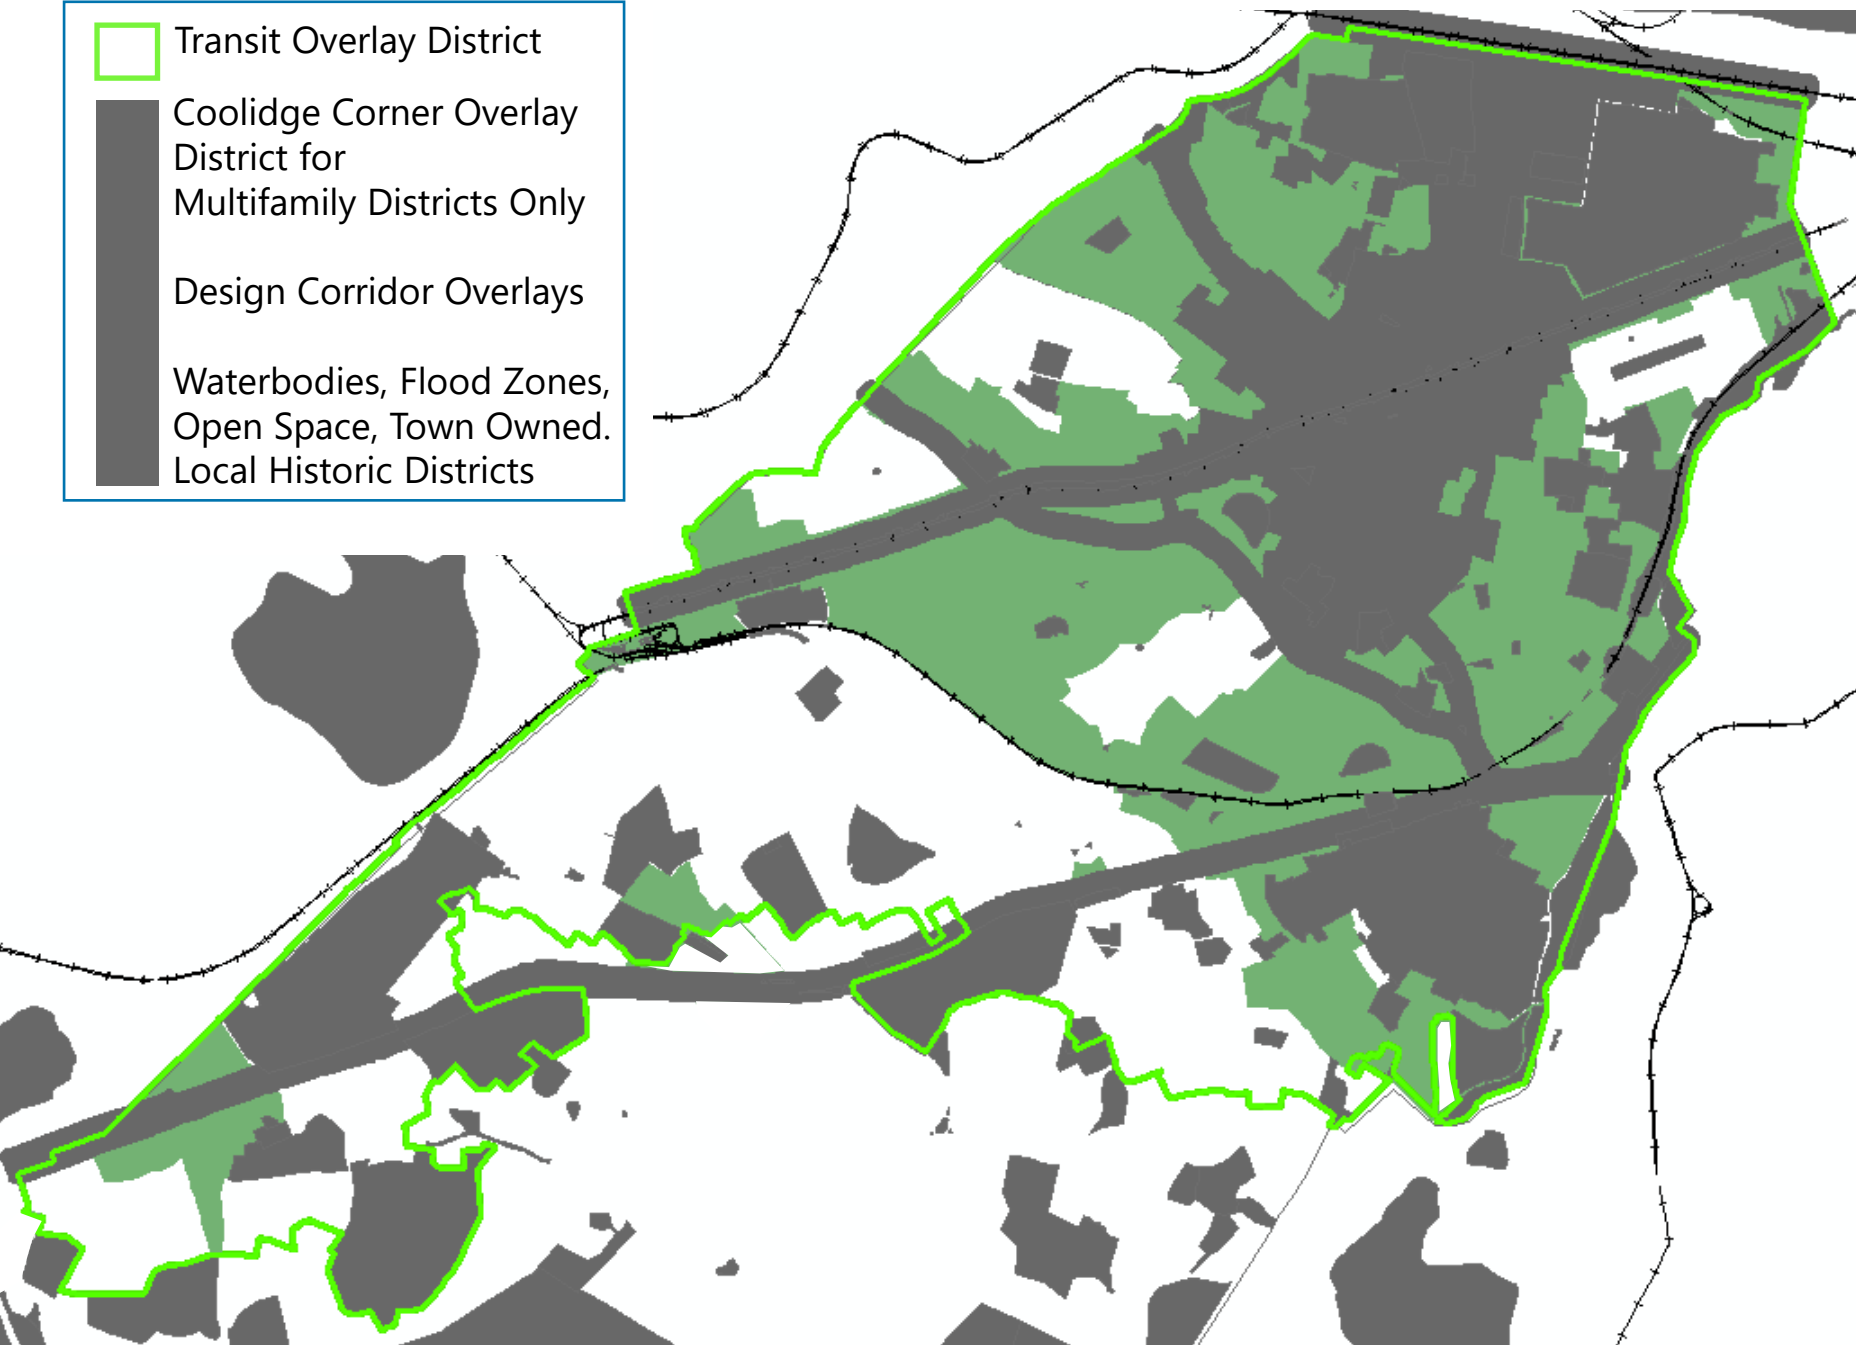 Transit Overlay District
Coolidge Corner Overlay
District for
Multifamily Districts Only
Design Corridor Overlays
Waterbodies, Flood Zones,
Open Space, Town Owned.
Local Historic Districts